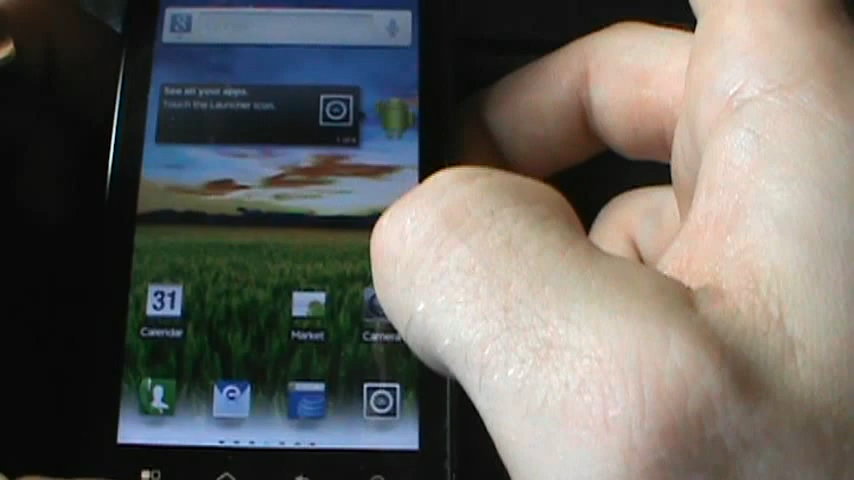 See all your apps.
Touch the Launcher icon.
31
Calendar
Market
Camera